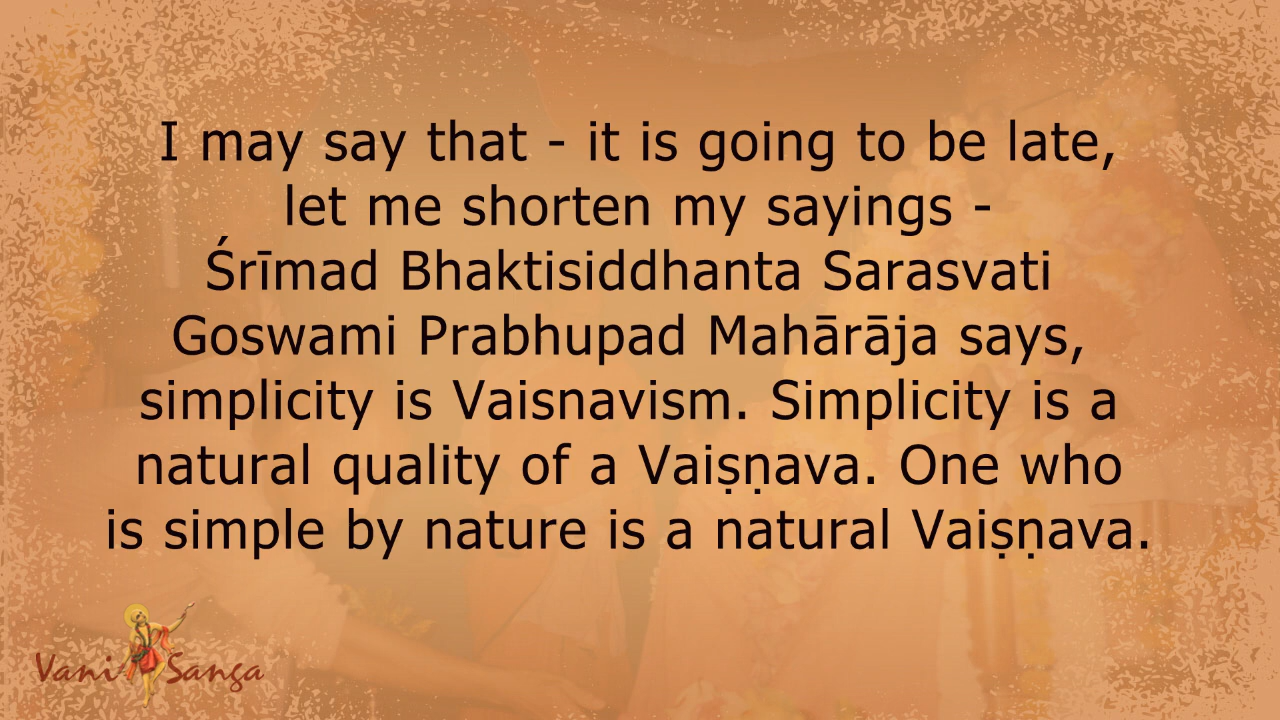 I may say that - it is going to be late,
let me shorten my sayings -
Śrīmad Bhaktisiddhanta Sarasvati
Goswami Prabhupad Mahārāja says,
simplicity is Vaisnavism. Simplicity is a
natural quality of a Vaiṣṇava. One who
is simple by nature is a natural Vaiṣṇava.
Vani Sanga